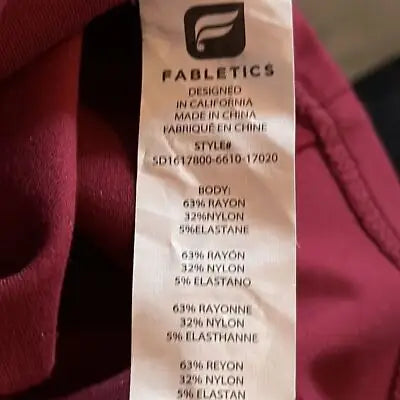 FABLETICS
DESIGNED
IN CALIFORNIA
MADE IN CHINA
FABRIQUÉ EN CHINE
STYLE#
SD1617800-6610-17020
BODY:
63% RAYON
32%NYLON
5%ELASTANE
63% RAYÓN
32% NYLON
5% ELASTANO
63% RAYONNE
32% NYLON
5% ELASTHANNE
63% REYON
32% NYLON
5% ELASTAN